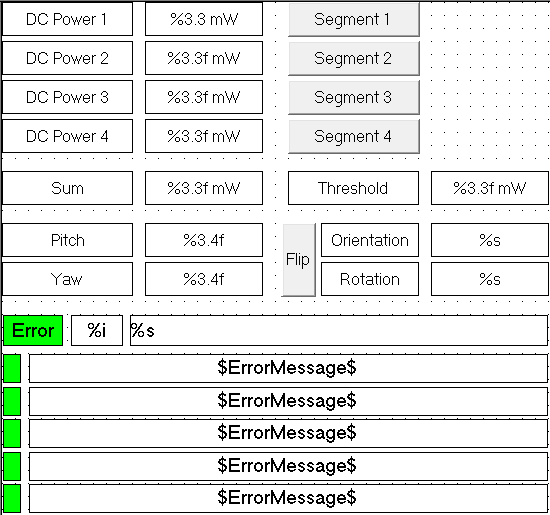 DC Power 1 %3.3 mW Segment 1
DC Power 2 %3.3f mW Segment 2
DC Power 3 %3.3f mW Segment 3
DC Power 4 %3.3f mW Segment 4
Sum %3.3f mW Threshold %3.3f mW
Pitch %3.4f Flip Orientation %s
Yaw %3.4f Rotation %s
Error %i %s
$ErrorMessage$
$ErrorMessage$
$ErrorMessage$
$ErrorMessage$
$ErrorMessage$